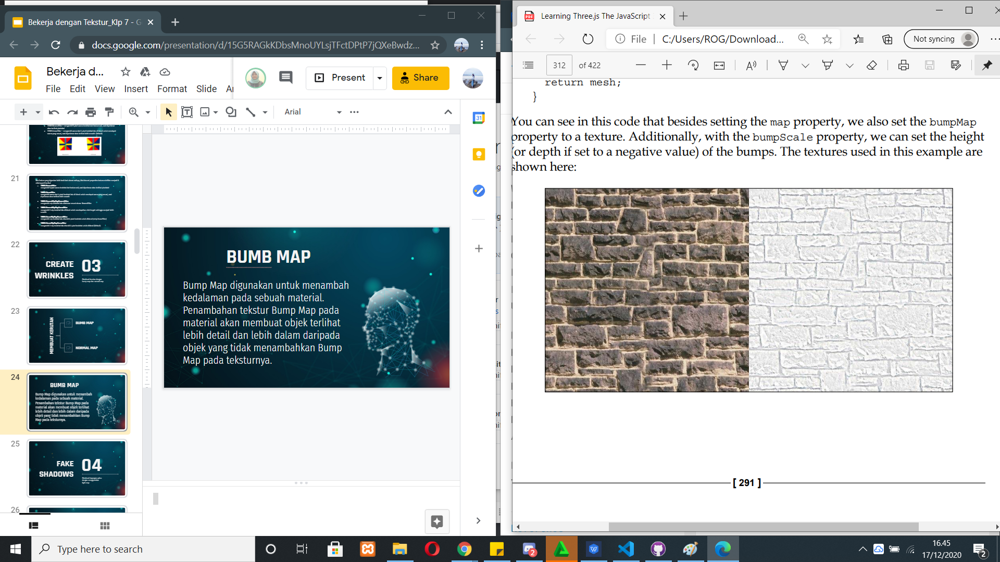 Bekerja dengan Tekstur_Klp 7 - G
docs.google.com/presentation/d/15G5RAGkKDbsMnoUYLsjTFctDPtP7jQXeBwdz...
Bekerja d...
File Edit View Insert Format Slide
Present
Share
Arial
21
22
CREATE
WRINKLES
03
23
MEMBUAT KERUTAN
BUMB MAP
NORMAL MAP
24
BUMB MAP
Bump Map digunakan untuk menambah
kedalaman pada sebuah material.
Penambahan tekstur Bump Map pada
material akan membuat objek terlihat
lebih detail dan lebih dalam daripada
objek yang tidak menambahkan Bump
Map pada teksturnya.
25
FAKE
SHADOWS
04
26
BUMB MAP
Bump Map digunakan untuk menambah
kedalaman pada sebuah material.
Penambahan tekstur Bump Map pada
material akan membuat objek terlihat
lebih detail dan lebih dalam daripada
objek yang tidak menambahkan Bump
Map pada teksturnya.
31
Learning Three.js The JavaScript
File
C:/Users/ROG/Download...
Not syncing
312 of 422
return mesh;
}
You can see in this code that besides setting the map property, we also set the bumpMap
property to a texture. Additionally, with the bumpScale property, we can set the height
(or depth if set to a negative value) of the bumps. The textures used in this example are
shown here:
[ 291 ]
Type here to search
2
16.45
17/12/2020
2